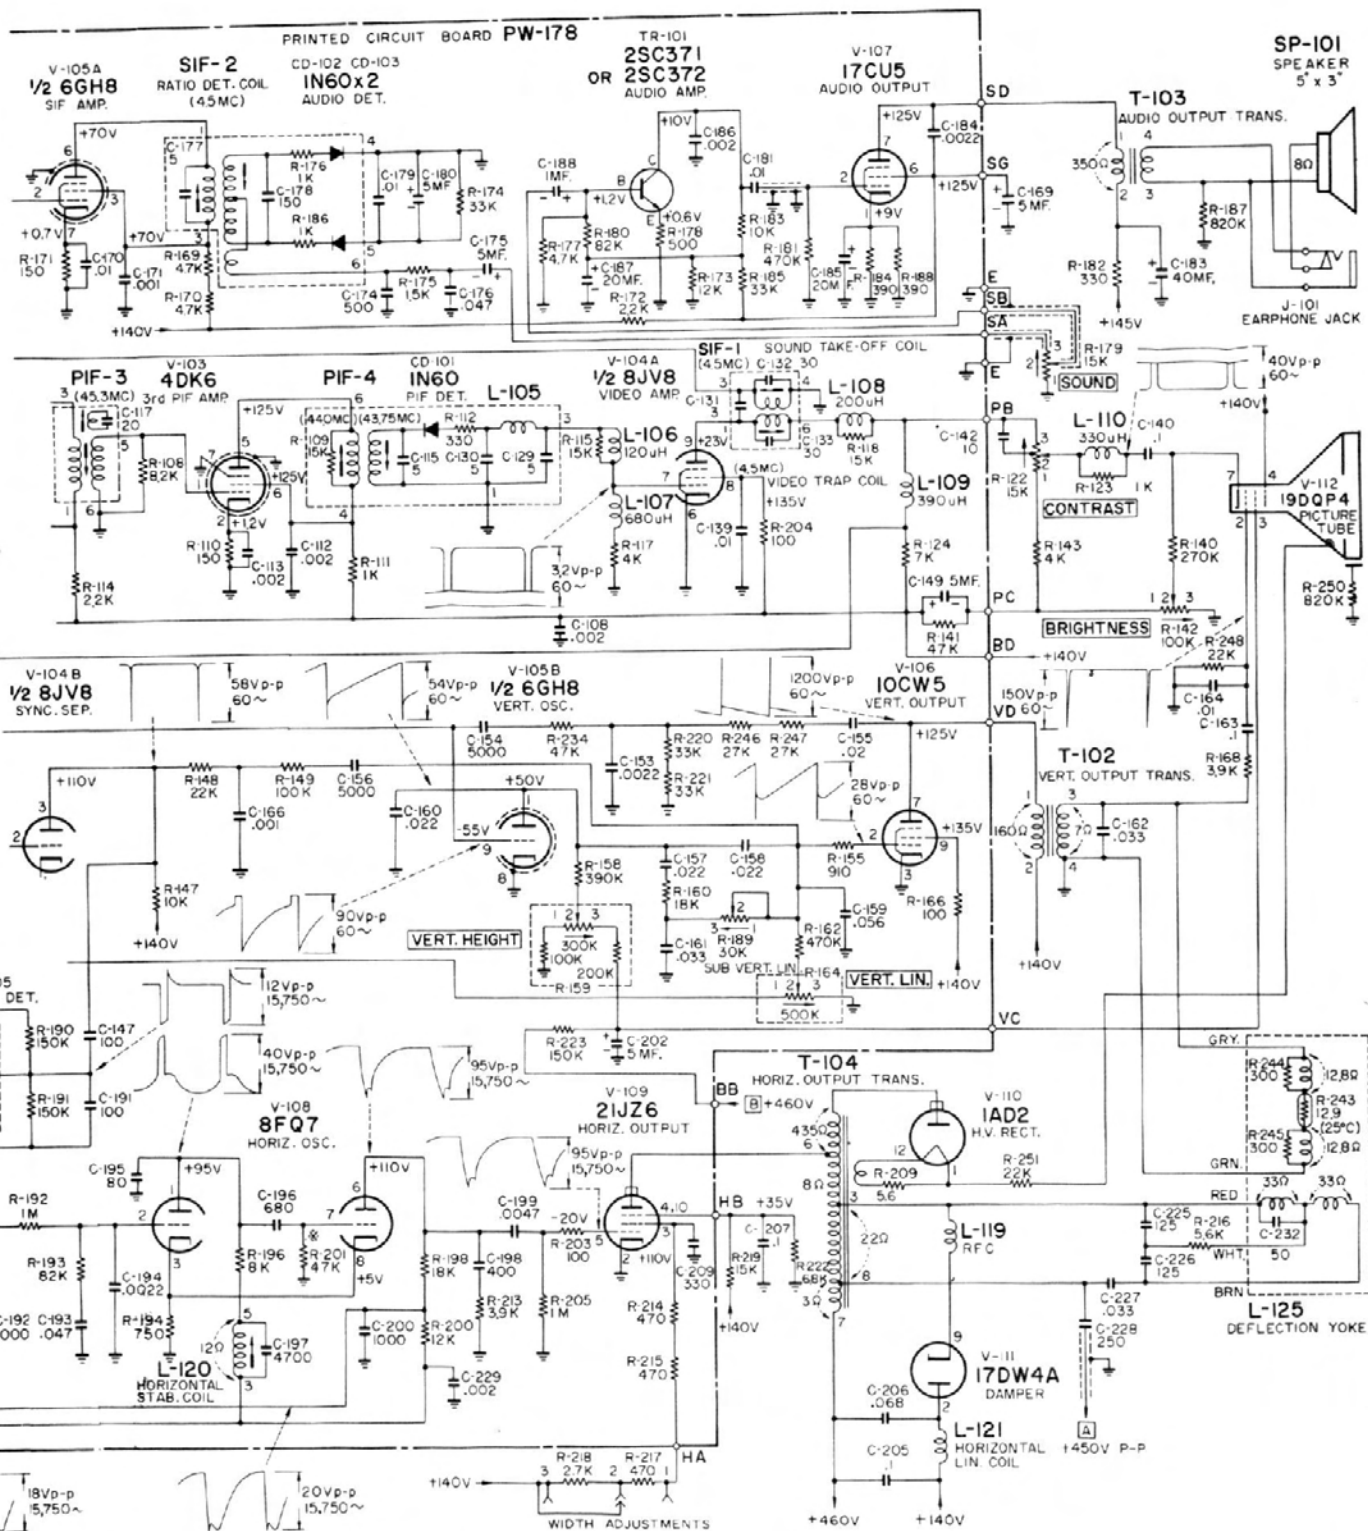 PRINTED CIRCUIT BOARD PW-178
V-105A
1/2 6GH8
SIF AMP.
SIF-2
RATIO DET. COIL
(4.5MC)
CD-102 CD-103
1N60x2
AUDIO DET.
TR-101
2SC371
OR 2SC372
AUDIO AMP.
V-107
17CU5
AUDIO OUTPUT
SP-101
SPEAKER
5" x 3"
T-103
AUDIO OUTPUT TRANS.
SD
SG
+70V
C-177
5
R-176
1K
C-178
150
R-186
1K
C-179
.01
C-180
5MF.
R-174
33K
C-188
1MF.
+10V
C-186
.002
C-181
.01
+125V
C-184
.0022
+125V
C-169
5 MF.
350Ω
8Ω
R-187
820K
+0.7V
R-171
150
C-170
.01
+70V
C-171
.001
R-169
4.7K
R-170
4.7K
+140V
C-174
500
R-175
1.5K
C-175
5MF.
C-176
.047
+1.2V
R-177
4.7K
R-180
82K
C-187
20MF.
+0.6V
R-178
500
R-172
2.2K
R-173
12K
R-183
10K
R-185
33K
R-181
470K
+9V
C-185
20M F.
R-184
390
R-188
390
R-182
330
C-183
40MF.
+145V
J-101
EARPHONE JACK
E
SB
SA
E
R-179
15K
SOUND
PIF-3
(45.3MC)
C-117
20
V-103
4DK6
3rd PIF AMP.
PIF-4
(44.0MC) (43.75MC)
CD-101
1N60
PIF DET.
L-105
V-104A
1/2 8JV8
VIDEO AMP.
SIF-1
(4.5MC)
SOUND TAKE-OFF COIL
C-132 30
C-131
3
C-133
30
L-108
200uH
R-118
15K
(4.5MC)
VIDEO TRAP COIL
PB
40Vp-p
60~
+140V
L-110
330uH
C-140
.1
R-123
1K
C-142
10
R-122
15K
CONTRAST
V-112
19DQP4
PICTURE
TUBE
R-108
8.2K
+125V
+125V
+1.2V
R-110
150
C-113
.002
C-112
.002
R-109
15K
R-111
1K
R-112
330
C-115
5
C-130
5
C-129
5
R-115
15K
L-106
120uH
L-107
680uH
R-117
4K
+23V
+135V
C-139
.01
R-204
100
L-109
390uH
R-124
7K
C-149 5MF.
R-141
47K
R-143
4K
R-140
270K
R-250
820K
R-114
2.2K
3.2Vp-p
60~
C-108
.002
PC
BD
+140V
BRIGHTNESS
R-142
100K
R-248
22K
C-164
.01
C-163
.1
V-104B
1/2 8JV8
SYNC. SEP.
58Vp-p
60~
54Vp-p
60~
V-105B
1/2 6GH8
VERT. OSC.
1200Vp-p
60~
V-106
10CW5
VERT. OUTPUT
150Vp-p
60~
VD
C-154
5000
R-234
47K
C-153
.0022
R-220
33K
R-221
33K
R-246
27K
R-247
27K
C-155
.02
+125V
T-102
VERT. OUTPUT TRANS.
R-168
3.9K
+110V
R-148
22K
C-166
.001
R-149
100K
C-156
5000
C-160
.022
+50V
-55V
28Vp-p
60~
+135V
160Ω
7Ω
C-162
.033
R-147
10K
+140V
90Vp-p
60~
R-158
390K
C-157
.022
C-158
.022
R-160
18K
C-161
.033
R-189
30K
SUB VERT. LIN.
R-155
910
C-159
.056
R-162
470K
R-166
100
+140V
+140V
VERT. HEIGHT
300K
100K
200K
R-159
VERT. LIN.
R-164
500K
DET.
R-190
150K
C-147
100
R-191
150K
C-191
100
12Vp-p
15,750~
40Vp-p
15,750~
95Vp-p
15,750~
R-223
150K
C-202
5 MF.
VC
BB
B +460V
T-104
HORIZ. OUTPUT TRANS.
GRY.
R-244
300
12.8Ω
R-243
12.9
(25°C)
R-245
300
12.8Ω
GRN.
V-108
8FQ7
HORIZ. OSC.
V-109
21JZ6
HORIZ. OUTPUT
95Vp-p
15,750~
V-110
1AD2
H.V. RECT.
435Ω
8Ω
22Ω
3Ω
R-209
5.6
R-251
22K
R-192
1M
R-193
82K
C-193
.047
C-194
.0022
C-195
80
+95V
C-196
680
※
R-196
8K
R-201
47K
+110V
+5V
R-194
750
12Ω
C-197
4700
L-120
HORIZONTAL
STAB. COIL
R-198
18K
C-198
400
C-199
.0047
-20V
R-203
100
R-213
3.9K
R-205
1M
C-200
1000
R-200
12K
C-229
.002
4,10
+110V
C-209
330
R-214
470
R-215
470
HB
+35V
R-219
15K
C-207
.1
R-222
68K
+140V
L-119
RFC
RED
33Ω 33Ω
C-225
125
R-216
5.6K
C-232
50
WHT.
C-226
125
BRN
C-227
.033
C-228
250
L-125
DEFLECTION YOKE
V-111
17DW4A
DAMPER
C-206
.068
C-205
.1
L-121
HORIZONTAL
LIN. COIL
A
+450V P-P
+460V
+140V
HA
R-218
2.7K
R-217
470
+140V
WIDTH ADJUSTMENTS
18Vp-p
15,750~
20Vp-p
15,750~